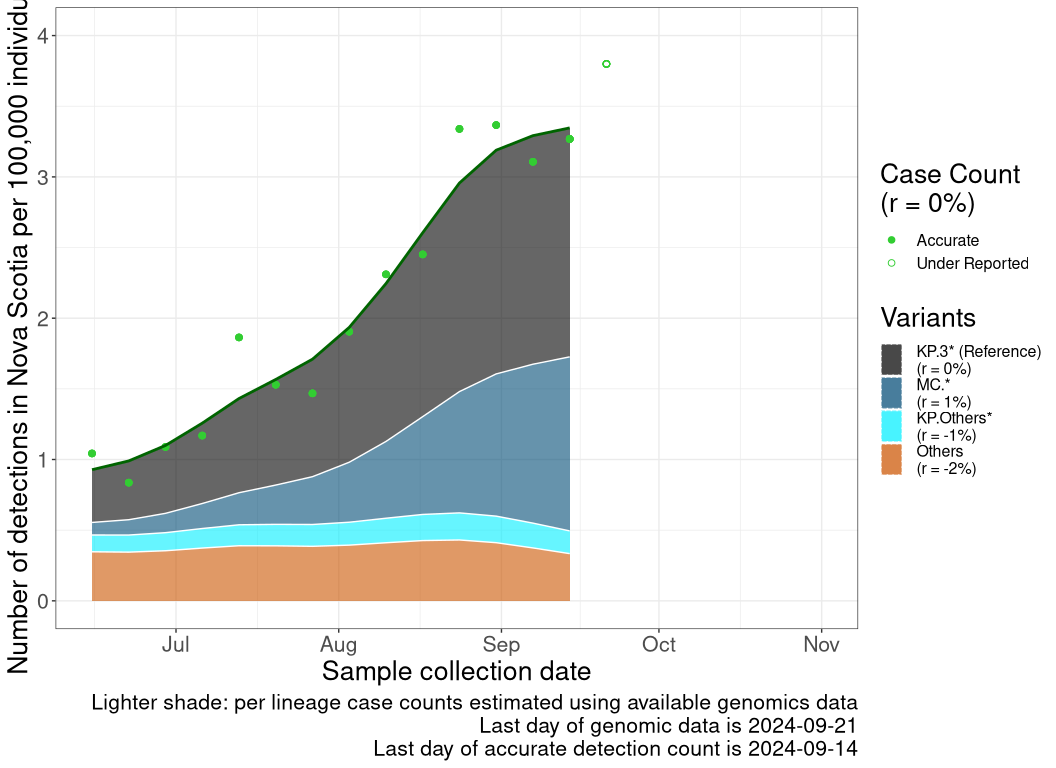 Number of detections in Nova Scotia per 100,000 individu
4
3
2
1
0
Jul
Aug
Sep
Oct
Nov
Sample collection date
Case Count
(r = 0%)
Accurate
Under Reported
Variants
KP.3* (Reference)
(r = 0%)
MC.*
(r = 1%)
KP.Others*
(r = -1%)
Others
(r = -2%)
Lighter shade: per lineage case counts estimated using available genomics data
Last day of genomic data is 2024-09-21
Last day of accurate detection count is 2024-09-14